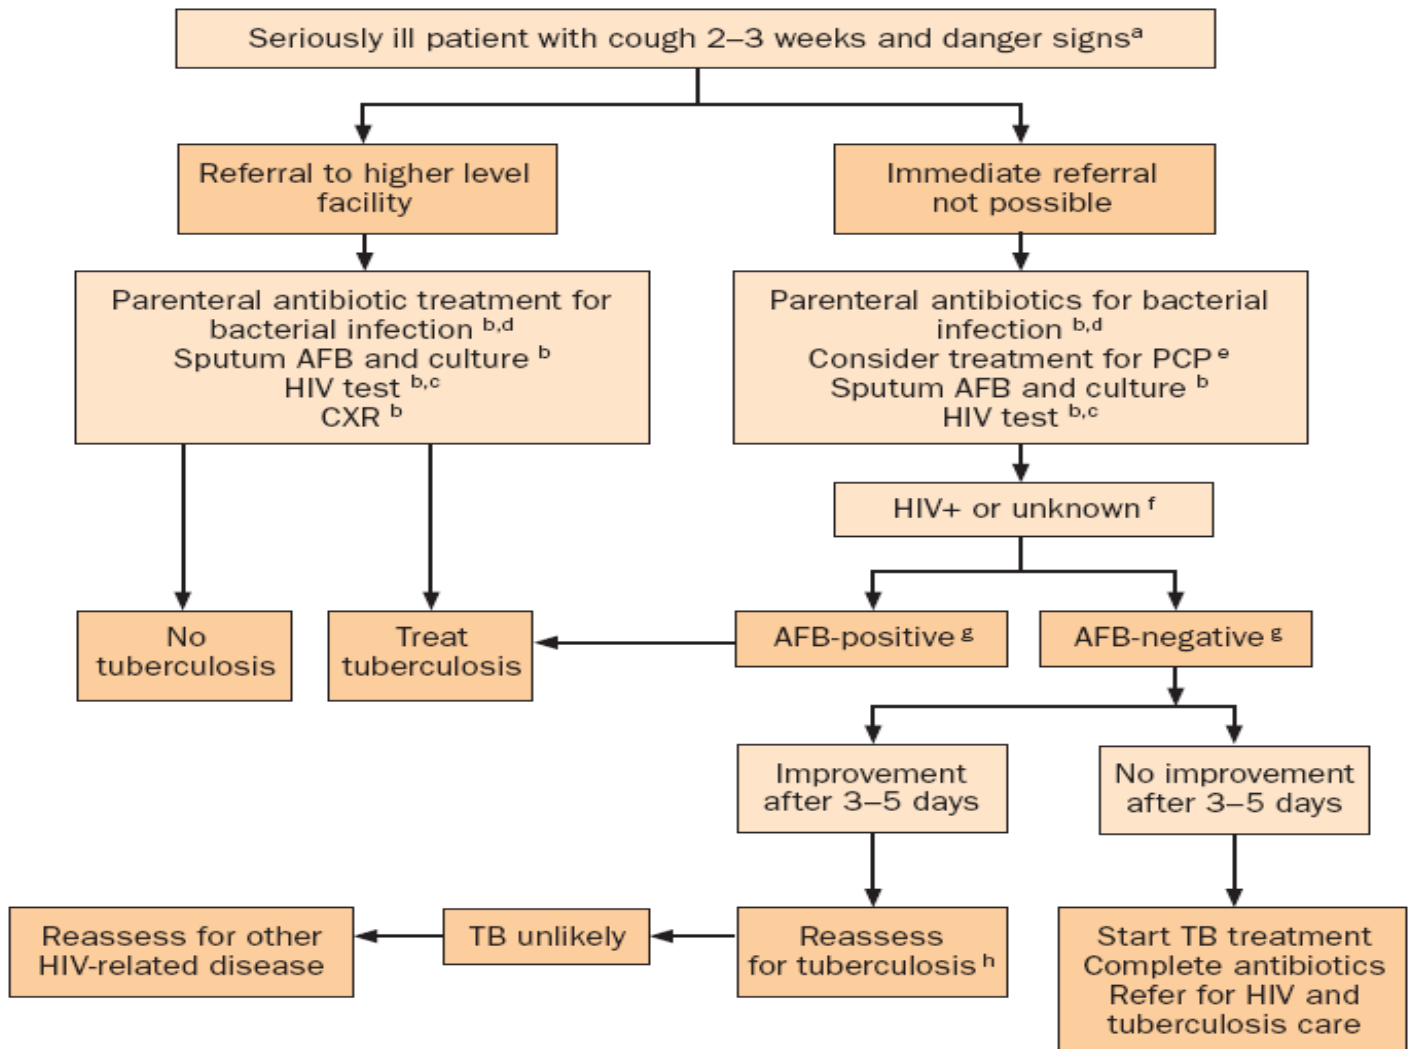 Seriously ill patient with cough 2–3 weeks and danger signs a
Referral to higher level
facility
Immediate referral
not possible
Parenteral antibiotic treatment for
bacterial infection b,d
Sputum AFB and culture b
HIV test b,c
CXR b
Parenteral antibiotics for bacterial
infection b,d
Consider treatment for PCP e
Sputum AFB and culture b
HIV test b,c
HIV+ or unknown f
No
tuberculosis
Treat
tuberculosis
AFB-positive g
AFB-negative g
Improvement
after 3–5 days
No improvement
after 3–5 days
Reassess for other
HIV-related disease
TB unlikely
Reassess
for tuberculosis h
Start TB treatment
Complete antibiotics
Refer for HIV and
tuberculosis care